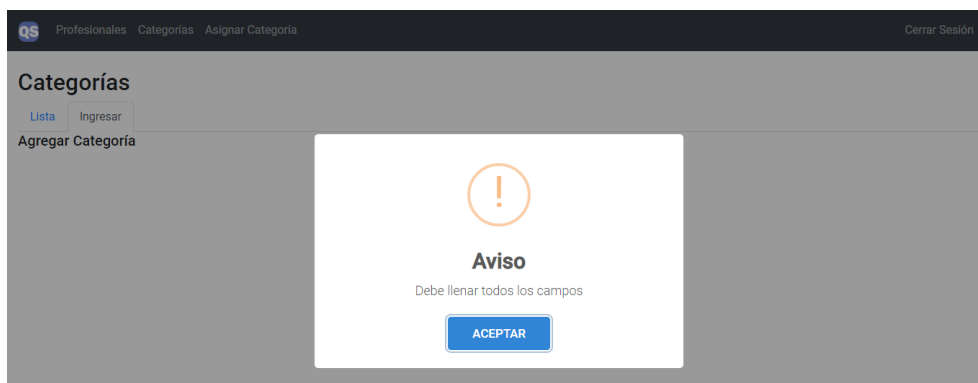 QS Profesionales Categorías Asignar Categoría Cerrar Sesión
Categorías
Lista Ingresar
Agregar Categoría
!
Aviso
Debe llenar todos los campos
ACEPTAR